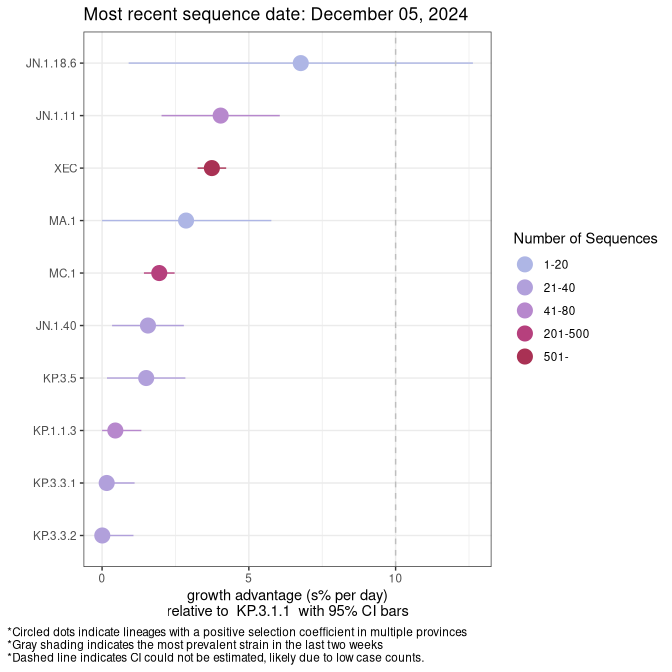 Most recent sequence date: December 05, 2024
JN.1.18.6
JN.1.11
XEC
MA.1
MC.1
JN.1.40
KP.3.5
KP.1.1.3
KP.3.3.1
KP.3.3.2
0
5
10
growth advantage (s% per day)
relative to KP.3.1.1 with 95% CI bars
Number of Sequences
1-20
21-40
41-80
201-500
501-
*Circled dots indicate lineages with a positive selection coefficient in multiple provinces
*Gray shading indicates the most prevalent strain in the last two weeks
*Dashed line indicates CI could not be estimated, likely due to low case counts.